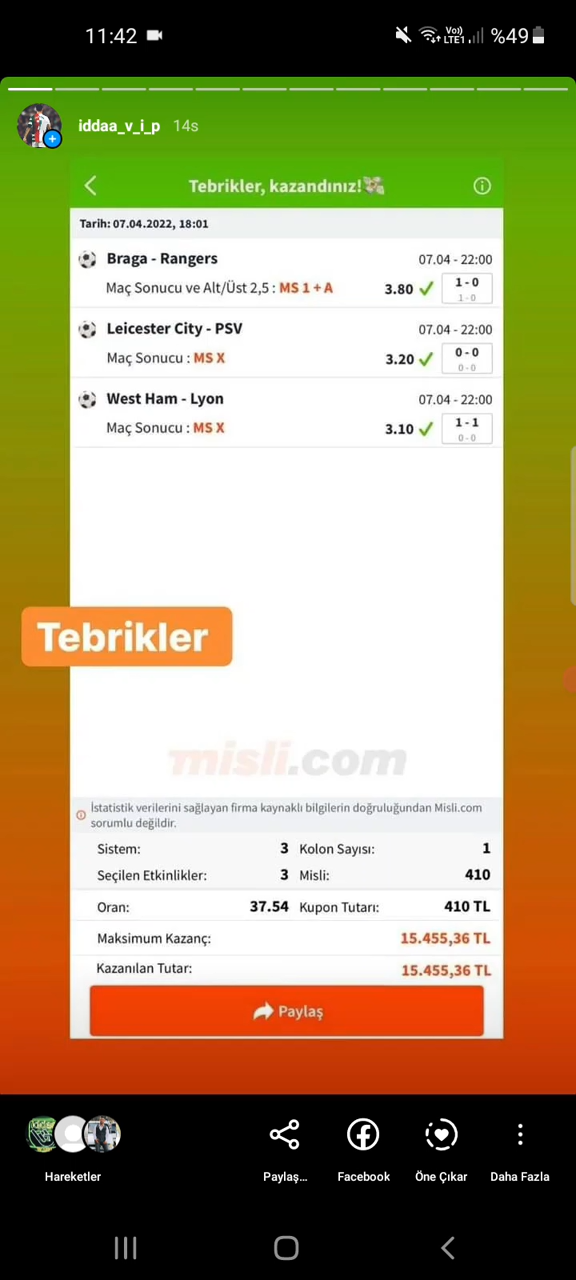 11:42
Vo)) LTE1 %49
iddaa_v_i_p 14s
Tebrikler, kazandınız!💸
Tarih: 07.04.2022, 18:01
Braga - Rangers 07.04 - 22:00
Maç Sonucu ve Alt/Üst 2,5 : MS 1 + A 3.80 1 - 0
1 - 0
Leicester City - PSV 07.04 - 22:00
Maç Sonucu : MS X 3.20 0 - 0
0 - 0
West Ham - Lyon 07.04 - 22:00
Maç Sonucu : MS X 3.10 1 - 1
0 - 0
Tebrikler
misli.com
İstatistik verilerini sağlayan firma kaynaklı bilgilerin doğruluğundan Misli.com
sorumlu değildir.
Sistem: 3 Kolon Sayısı: 1
Seçilen Etkinlikler: 3 Misli: 410
Oran: 37.54 Kupon Tutarı: 410 TL
Maksimum Kazanç: 15.455,36 TL
Kazanılan Tutar: 15.455,36 TL
Paylaş
Hareketler Paylaş... Facebook Öne Çıkar Daha Fazla